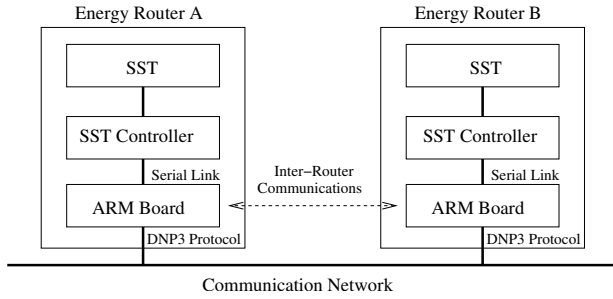 Energy Router A
Energy Router B
SST
SST
SST Controller
SST Controller
Serial Link
Inter-Router
Communications
Serial Link
ARM Board
ARM Board
DNP3 Protocol
DNP3 Protocol
Communication Network